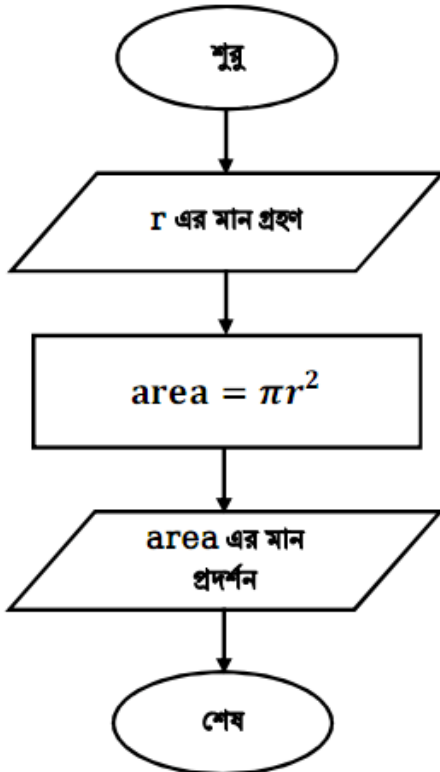 শুরু
r এর মান গ্রহণ
area = πr²
area এর মান
প্রদর্শন
শেষ